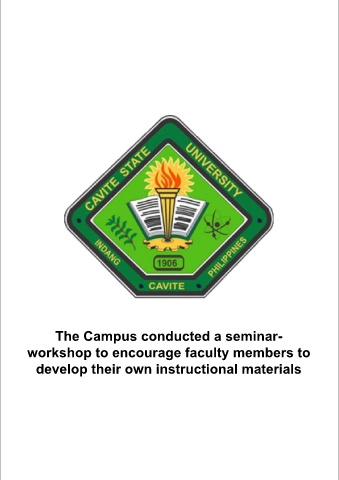 CAVITE STATE UNIVERSITY
INDANG
1906
PHILIPPINES
CAVITE
The Campus conducted a seminar-
workshop to encourage faculty members to
develop their own instructional materials